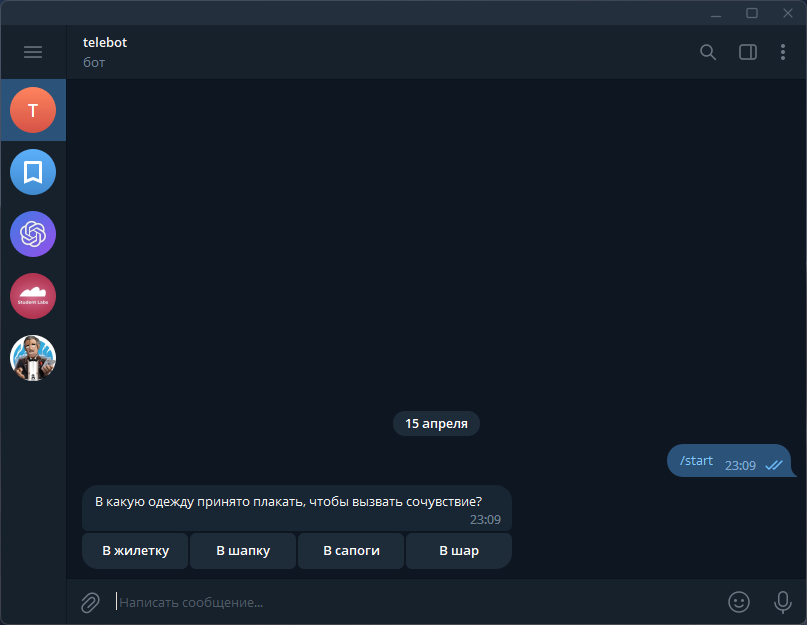 telebot
бот
T
Student Labs
15 апреля
/start 23:09
В какую одежду принято плакать, чтобы вызвать сочувствие?
23:09
В жилетку В шапку В сапоги В шар
Написать сообщение...